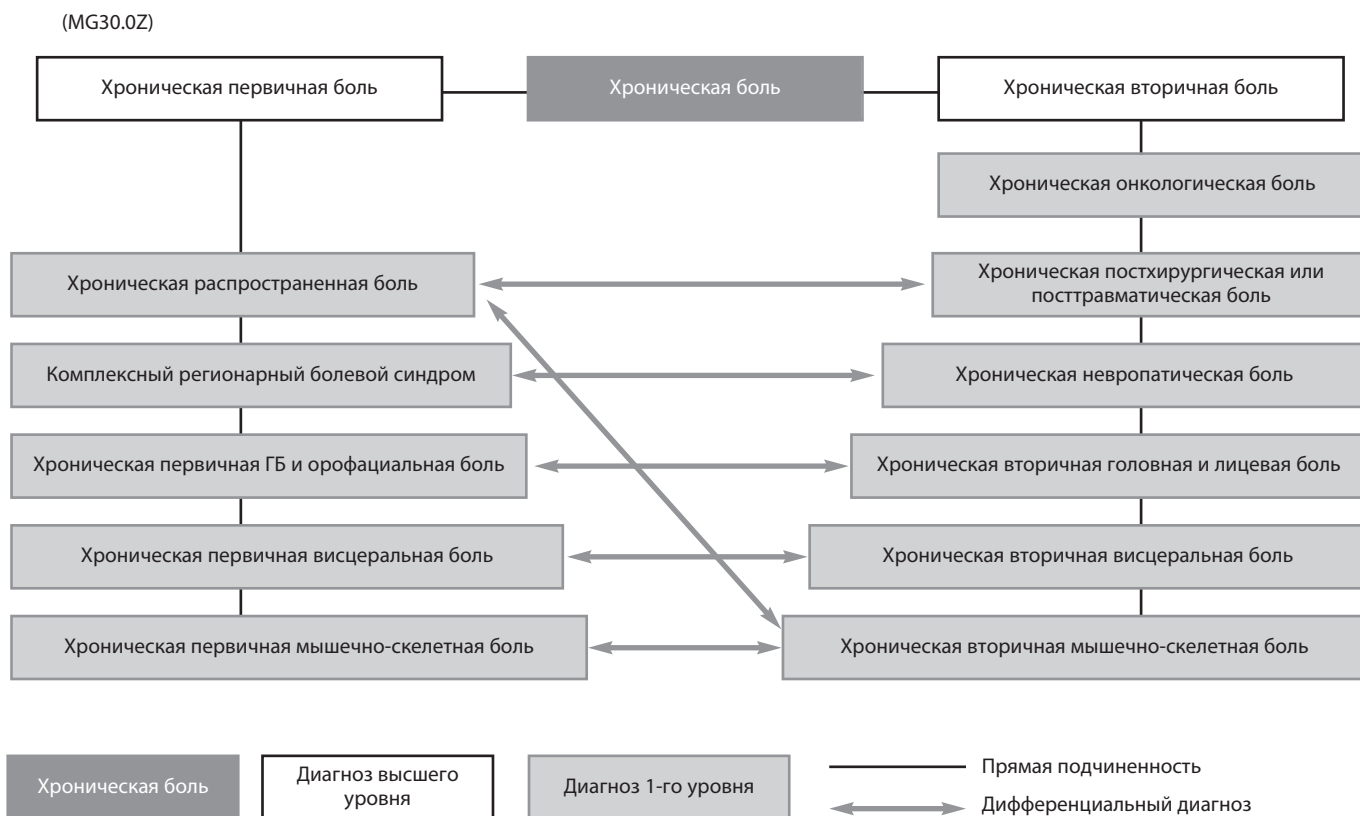 (MG30.0Z)
Хроническая первичная боль
Хроническая боль
Хроническая вторичная боль
Хроническая онкологическая боль
Хроническая распространенная боль
Хроническая постхирургическая или
посттравматическая боль
Комплексный регионарный болевой синдром
Хроническая невропатическая боль
Хроническая первичная ГБ и орофациальная боль
Хроническая вторичная головная и лицевая боль
Хроническая первичная висцеральная боль
Хроническая вторичная висцеральная боль
Хроническая первичная мышечно-скелетная боль
Хроническая вторичная мышечно-скелетная боль
Хроническая боль
Диагноз высшего
уровня
Диагноз 1-го уровня
Прямая подчиненность
Дифференциальный диагноз